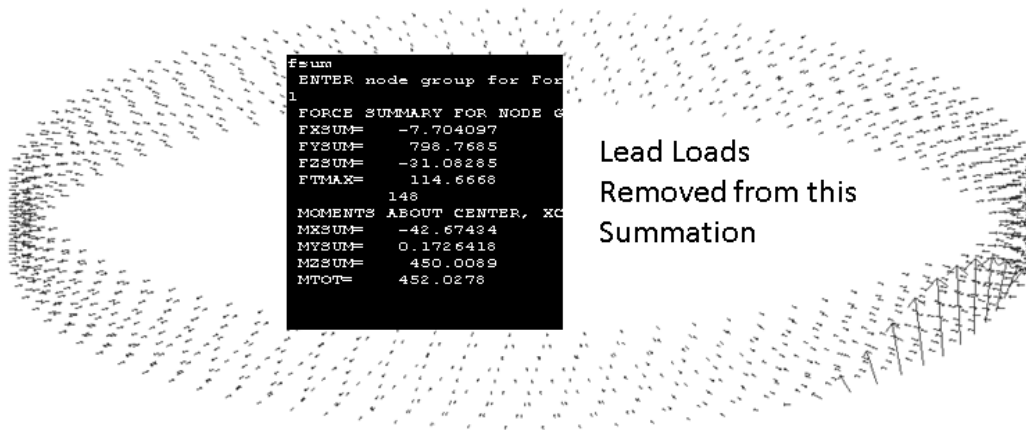 fsum
ENTER node group for For
1
FORCE SUMMARY FOR NODE G
FXSUM= -7.704097
FYSUM= 798.7685
FZSUM= -31.08285
FTMAX= 114.6668
148
MOMENTS ABOUT CENTER, XC
MXSUM= -42.67434
MYSUM= 0.1726418
MZSUM= 450.0089
MTOT= 452.0278
Lead Loads
Removed from this
Summation